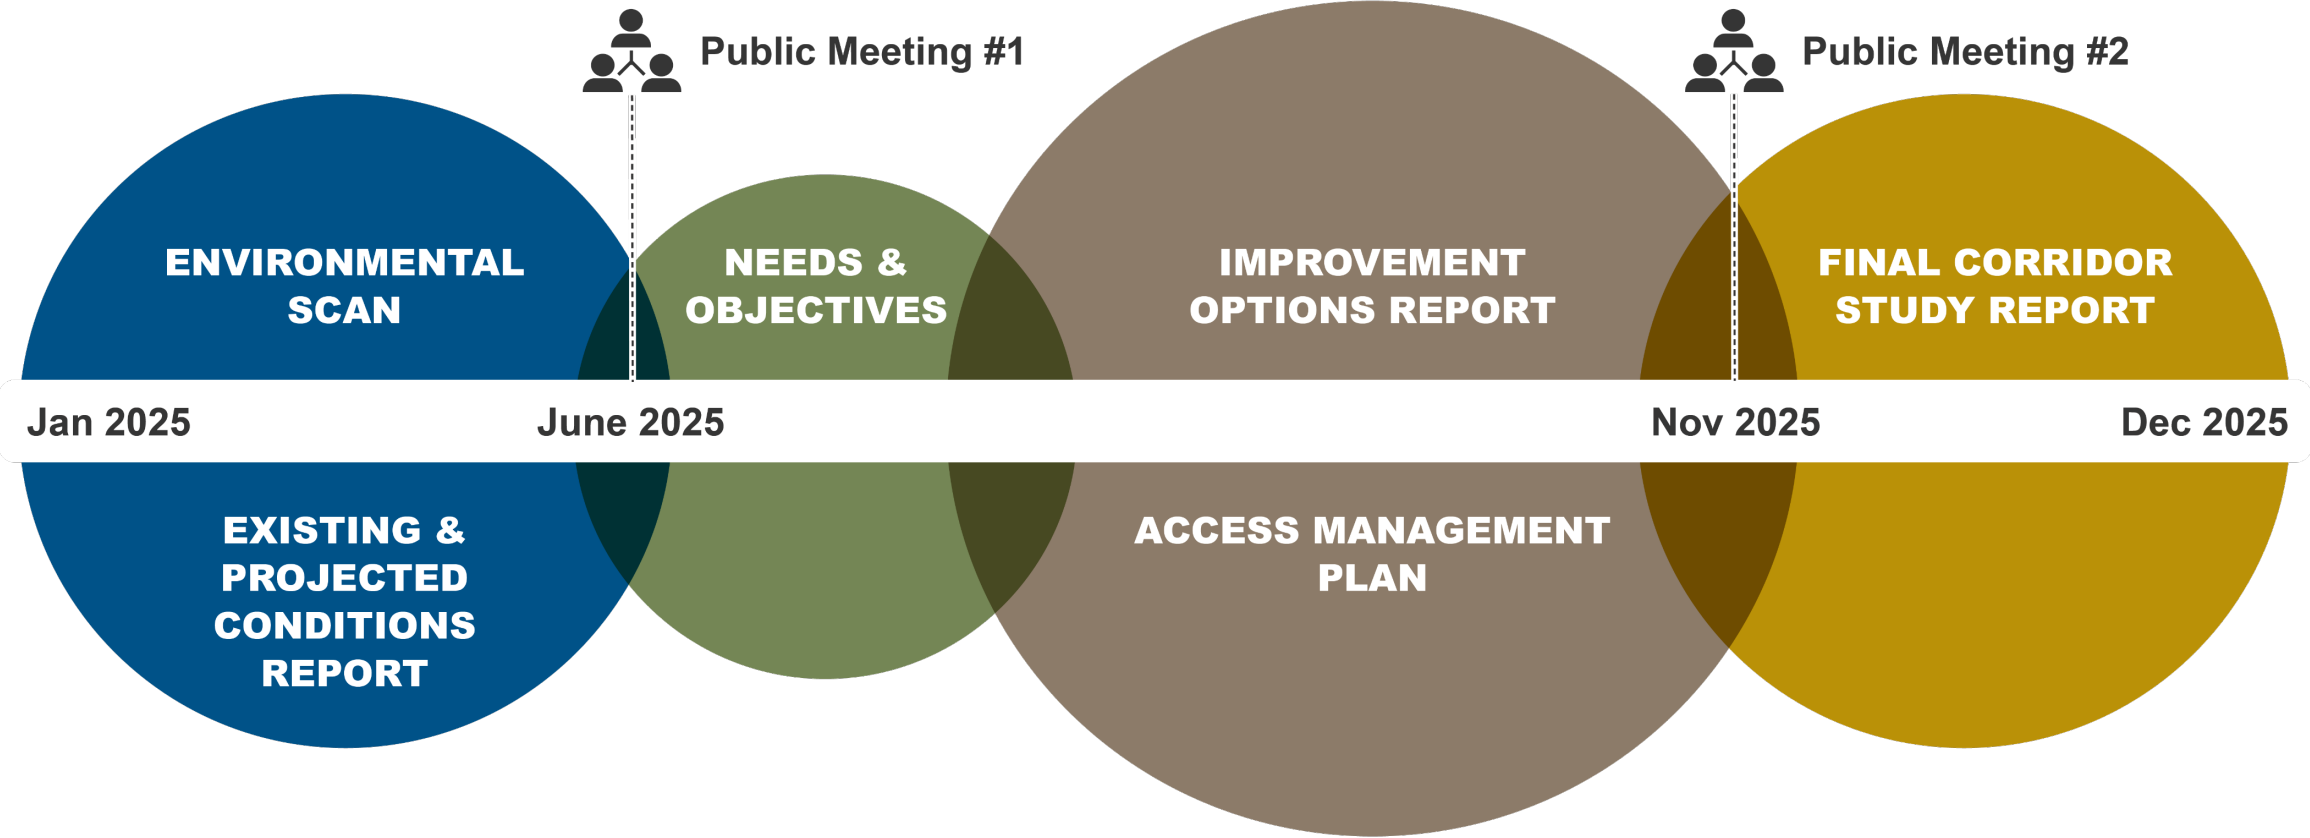 Public Meeting #1
Public Meeting #2
ENVIRONMENTAL
SCAN
NEEDS &
OBJECTIVES
IMPROVEMENT
OPTIONS REPORT
FINAL CORRIDOR
STUDY REPORT
Jan 2025
June 2025
Nov 2025
Dec 2025
EXISTING &
PROJECTED
CONDITIONS
REPORT
ACCESS MANAGEMENT
PLAN